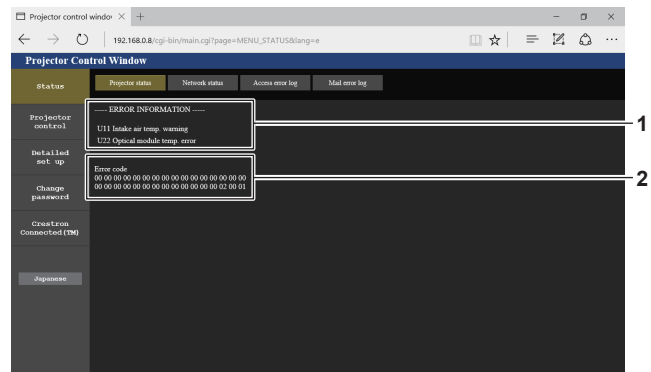 Projector control window
192.168.0.8/cgi-bin/main.cgi?page=MENU_STATUS&lang=e
Projector Control Window
Status
Projector status
Network status
Access error log
Mail error log
Projector
control
Detailed
set up
Change
password
Crestron
Connected(TM)
Japanese
----- ERROR INFORMATION -----
U11 Intake air temp. warning
U22 Optical module temp. error
1
Error code
00 00 00 00 00 00 00 00 00 00 00 00 00 00 00 00
00 00 00 00 00 00 00 00 00 00 00 00 00 02 00 01
2